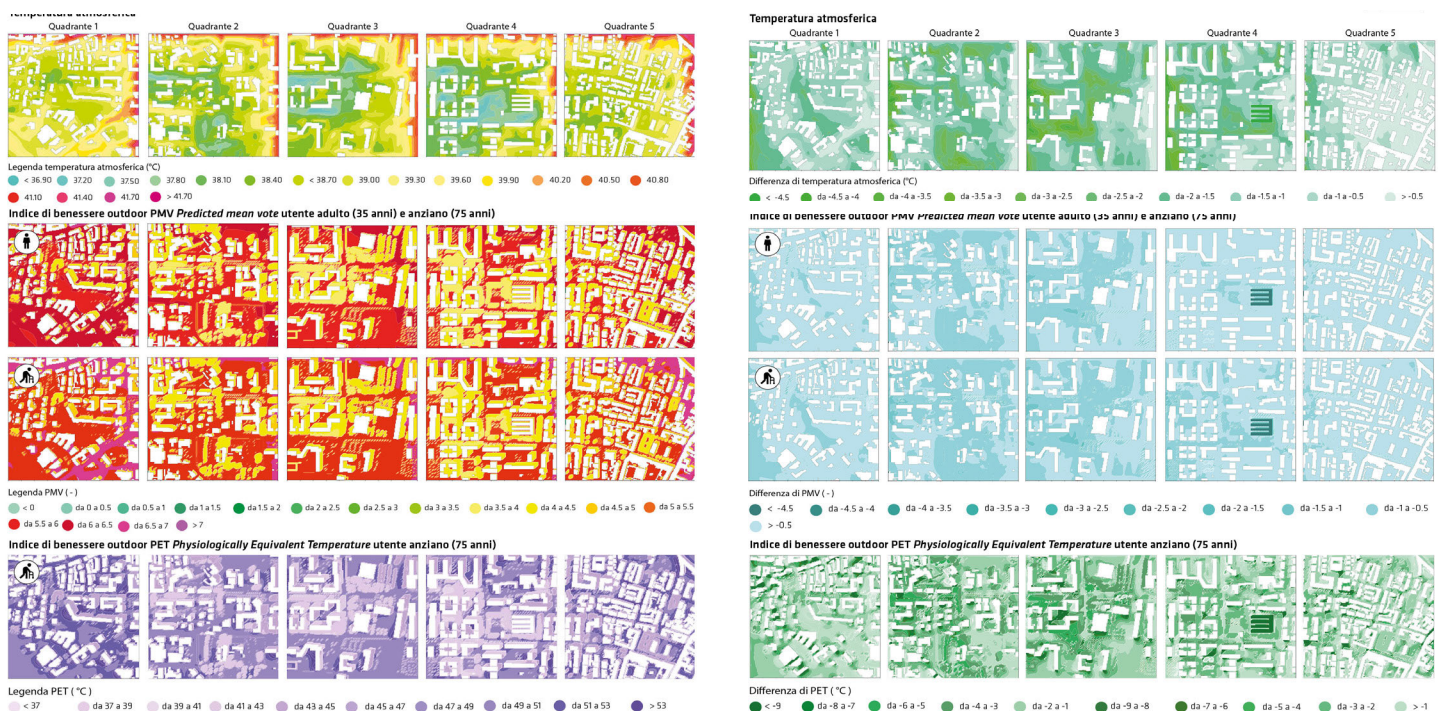 Temperatura atmosferica
Quadrante 1 Quadrante 2 Quadrante 3 Quadrante 4 Quadrante 5
Legenda temperatura atmosferica (°C)
< 36.90 37.20 37.50 37.80 38.10 38.40 < 38.70 39.00 39.30 39.60 39.90 40.20 40.50 40.80
41.10 41.40 41.70 > 41.70
Indice di benessere outdoor PMV Predicted mean vote utente adulto (35 anni) e anziano (75 anni)
Legenda PMV ( - )
< 0 da 0 a 0.5 da 0.5 a 1 da 1 a 1.5 da 1.5 a 2 da 2 a 2.5 da 2.5 a 3 da 3 a 3.5 da 3.5 a 4 da 4 a 4.5 da 4.5 a 5 da 5 a 5.5
da 5.5 a 6 da 6 a 6.5 da 6.5 a 7 > 7
Indice di benessere outdoor PET Physiologically Equivalent Temperature utente anziano (75 anni)
Legenda PET ( °C )
< 37 da 37 a 39 da 39 a 41 da 41 a 43 da 43 a 45 da 45 a 47 da 47 a 49 da 49 a 51 da 51 a 53 > 53
Temperatura atmosferica
Quadrante 1 Quadrante 2 Quadrante 3 Quadrante 4 Quadrante 5
Differenza di temperatura atmosferica (°C)
< -4.5 da -4.5 a -4 da -4 a -3.5 da -3.5 a -3 da -3 a -2.5 da -2.5 a -2 da -2 a -1.5 da -1.5 a -1 da -1 a -0.5 > -0.5
Indice di benessere outdoor PMV Predicted mean vote utente adulto (35 anni) e anziano (75 anni)
Differenza di PMV ( - )
< -4.5 da -4.5 a -4 da -4 a -3.5 da -3.5 a -3 da -3 a -2.5 da -2.5 a -2 da -2 a -1.5 da -1.5 a -1 da -1 a -0.5
> -0.5
Indice di benessere outdoor PET Physiologically Equivalent Temperature utente anziano (75 anni)
Differenza di PET ( °C )
< -9 da -8 a -7 da -6 a -5 da -4 a -3 da -2 a -1 da -9 a -8 da -7 a -6 da -5 a -4 da -3 a -2 > -1